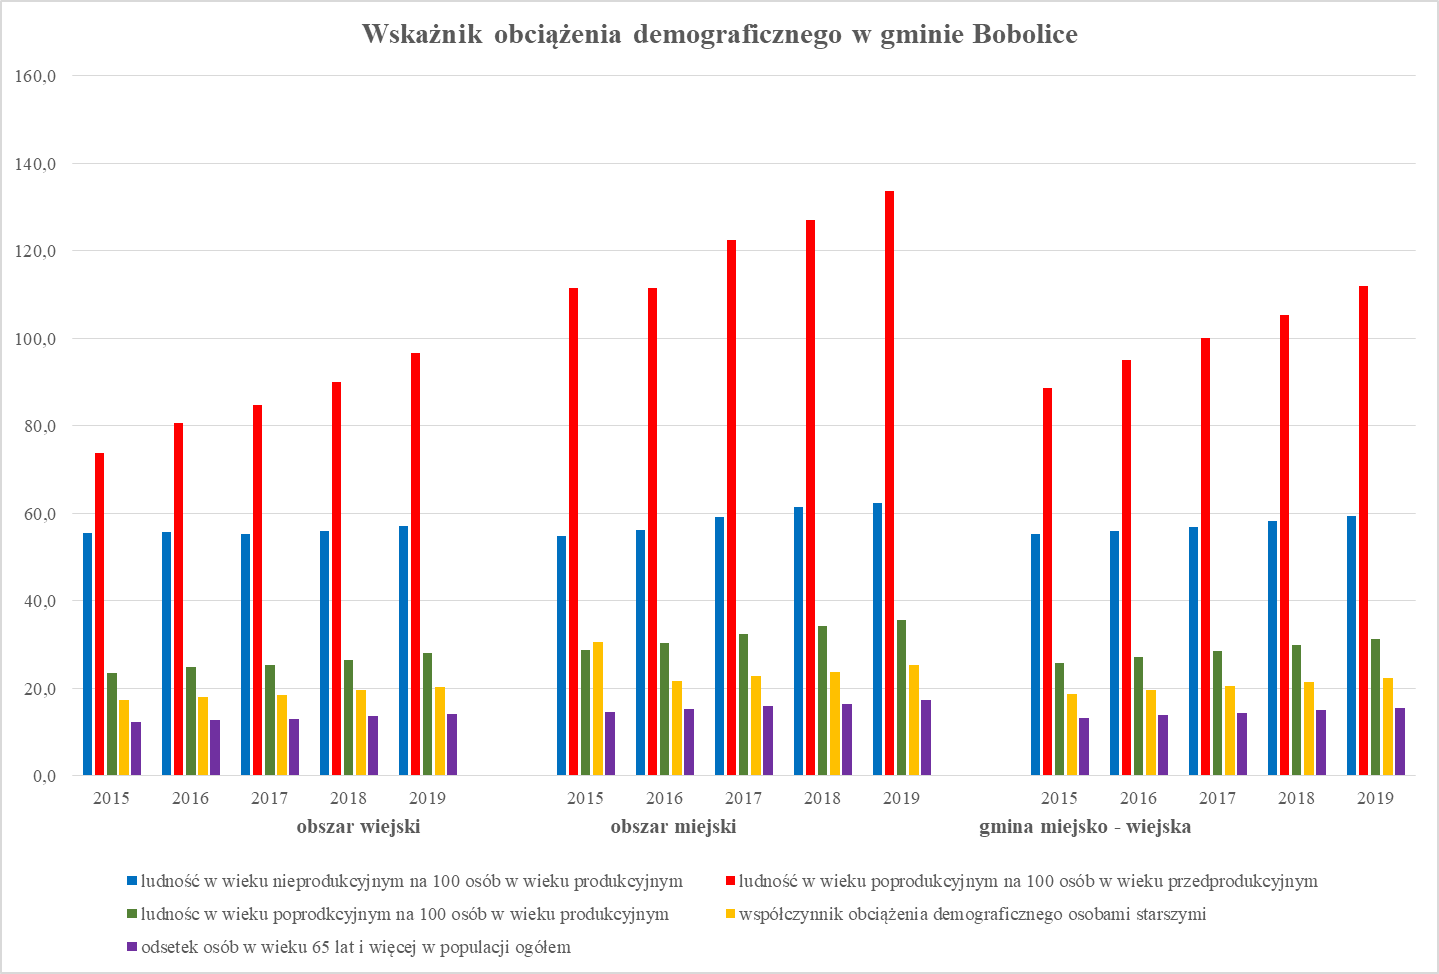 Wskażnik obciążenia demograficznego w gminie Bobolice
160,0
140,0
120,0
100,0
80,0
60,0
40,0
20,0
0,0
2015 2016 2017 2018 2019 2015 2016 2017 2018 2019 2015 2016 2017 2018 2019
obszar wiejski obszar miejski gmina miejsko - wiejska
ludność w wieku nieprodukcyjnym na 100 osób w wieku produkcyjnym ludność w wieku poprodukcyjnym na 100 osób w wieku przedprodukcyjnym
ludnośc w wieku poprodkcyjnym na 100 osób w wieku produkcyjnym współczynnik obciążenia demograficznego osobami starszymi
odsetek osób w wieku 65 lat i więcej w populacji ogółem